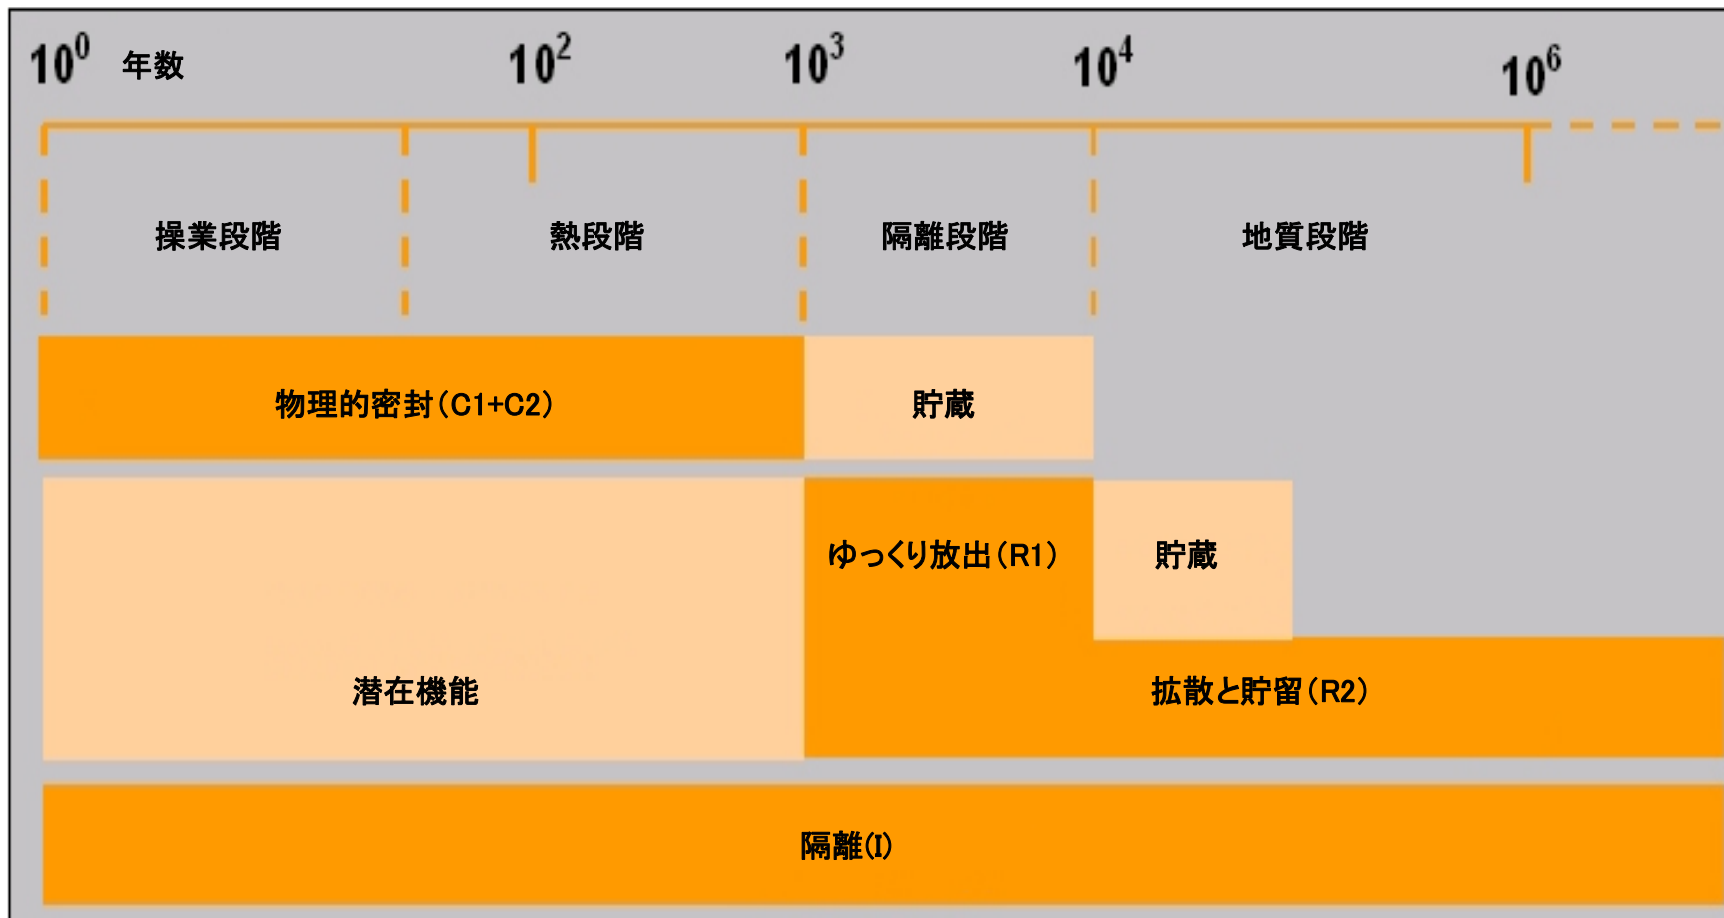 10⁰ 年数 10² 10³ 10⁴ 10⁶
操業段階 熱段階 隔離段階 地質段階
物理的密封(C1+C2) 貯蔵
ゆっくり放出(R1) 貯蔵
潜在機能 拡散と貯留(R2)
隔離(I)